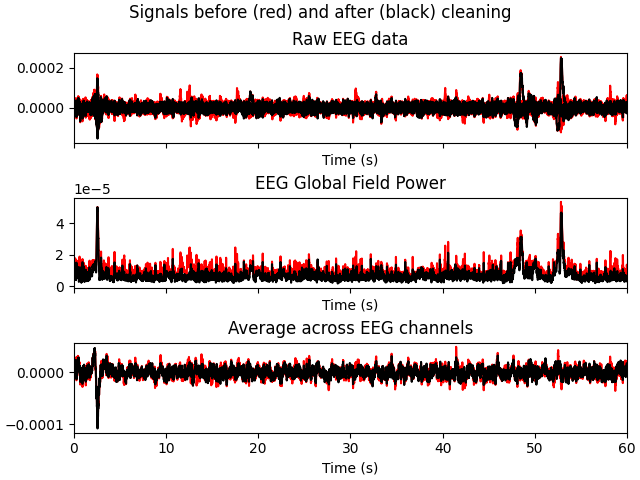 Signals before (red) and after (black) cleaning
Raw EEG data
0.0002
0.0000
Time (s)
EEG Global Field Power
1e−5
4
2
0
Time (s)
Average across EEG channels
0.0000
−0.0001
0 10 20 30 40 50 60
Time (s)